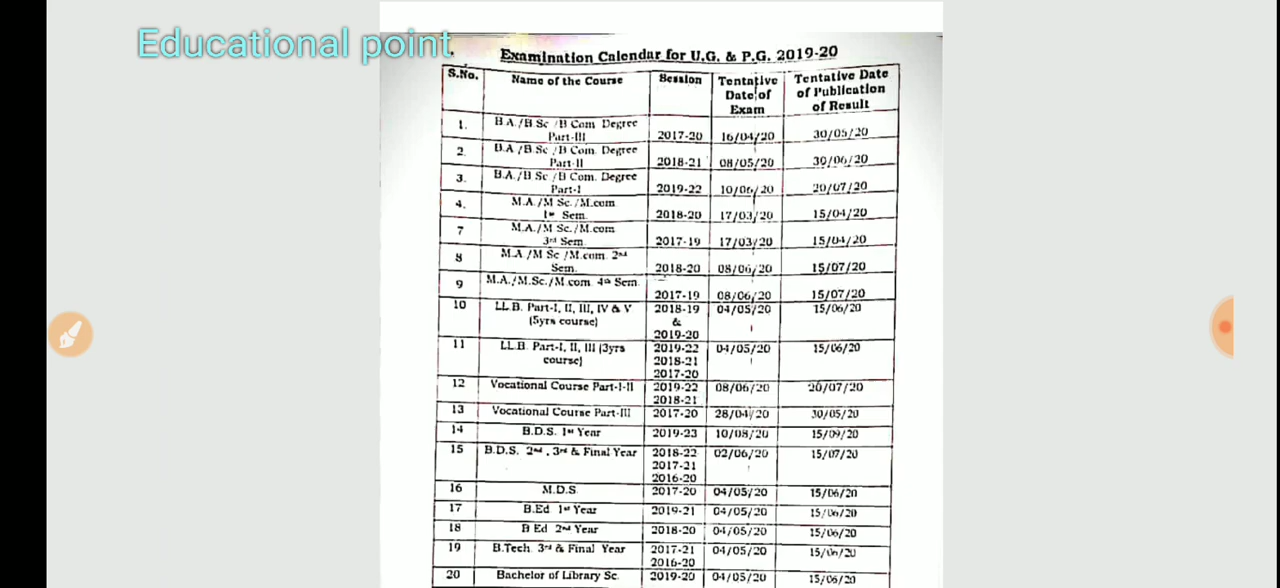 Educational point
Examination Calendar for U.G. & P.G. 2019-20
S.No. Name of the Course Session Tentative Date of Exam Tentative Date of Publication of Result
1. B.A./B Sc /B Com Degree Part-III 2017-20 16/04/20 30/05/20
2. B.A /B.Sc /B Com. Degree Part-II 2018-21 08/05/20 30/06/20
3. B.A./B Sc /B Com. Degree Part-I 2019-22 10/06/20 20/07/20
4. M.A./M Sc./M.com 1st Sem. 2018-20 17/03/20 15/04/20
7 M.A./M Sc./M.com 3rd Sem 2017-19 17/03/20 15/04/20
8 M.A /M Sc /M.com 2nd Sem. 2018-20 08/06/20 15/07/20
9 M.A./M.Sc./M.com 4th Sem. 2017-19 08/06/20 15/07/20
10 LL.B. Part-I, II, III, IV & V (5yrs course) 2018-19 & 2019-20 04/05/20 15/06/20
11 LL.B. Part-I, II, III (3yrs course) 2019-22 2018-21 2017-20 04/05/20 15/06/20
12 Vocational Course Part-I-II 2019-22 2018-21 08/06/20 20/07/20
13 Vocational Course Part-III 2017-20 28/04/20 30/05/20
14 B.D.S. 1st Year 2019-23 10/08/20 15/09/20
15 B.D.S. 2nd, 3rd & Final Year 2018-22 2017-21 2016-20 02/06/20 15/07/20
16 M.D.S. 2017-20 04/05/20 15/06/20
17 B.Ed 1st Year 2019-21 04/05/20 15/06/20
18 B Ed 2nd Year 2018-20 04/05/20 15/06/20
19 B.Tech. 3rd & Final Year 2017-21 2016-20 04/05/20 15/06/20
20 Bachelor of Library Sc. 2019-20 04/05/20 15/06/20